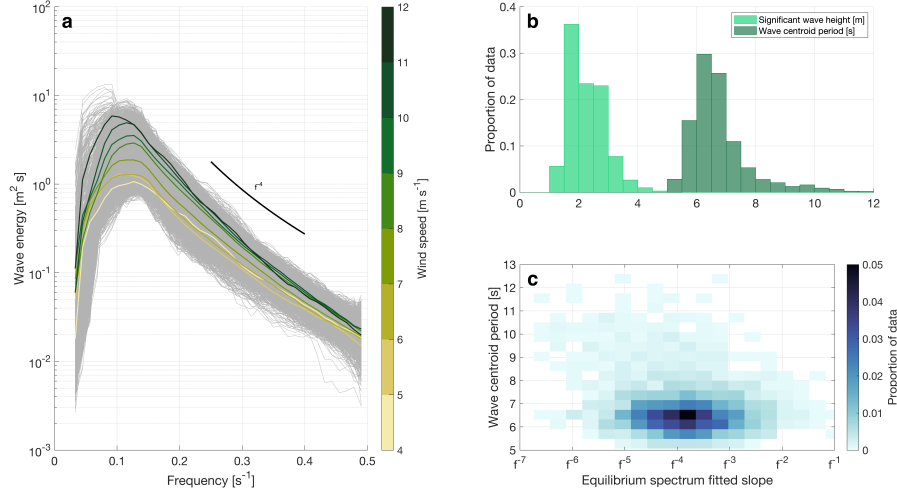 a
10^2
10^1
10^0
10^-1
10^-2
10^-3
Wave energy [m^2 s]
0 0.1 0.2 0.3 0.4 0.5
Frequency [s^-1]
f^-4
12
11
10
9
8
7
6
5
4
Wind speed [m s^-1]
b
0.4
0.3
0.2
0.1
0
Proportion of data
Significant wave height [m]
Wave centroid period [s]
0 2 4 6 8 10 12
c
13
12
11
10
9
8
7
6
5
Wave centroid period [s]
f^-7 f^-6 f^-5 f^-4 f^-3 f^-2 f^-1
Equilibrium spectrum fitted slope
0.05
0.04
0.03
0.02
0.01
0
Proportion of data